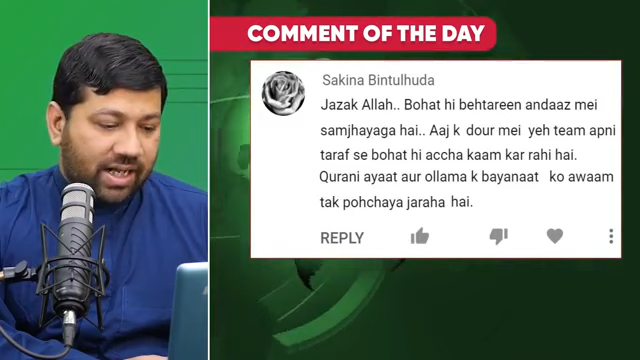 COMMENT OF THE DAY
Sakina Bintulhuda
Jazak Allah.. Bohat hi behtareen andaaz mei
samjhayaga hai.. Aaj k dour mei yeh team apni
taraf se bohat hi accha kaam kar rahi hai.
Qurani ayaat aur ollama k bayanaat ko awaam
tak pohchaya jaraha hai.
REPLY